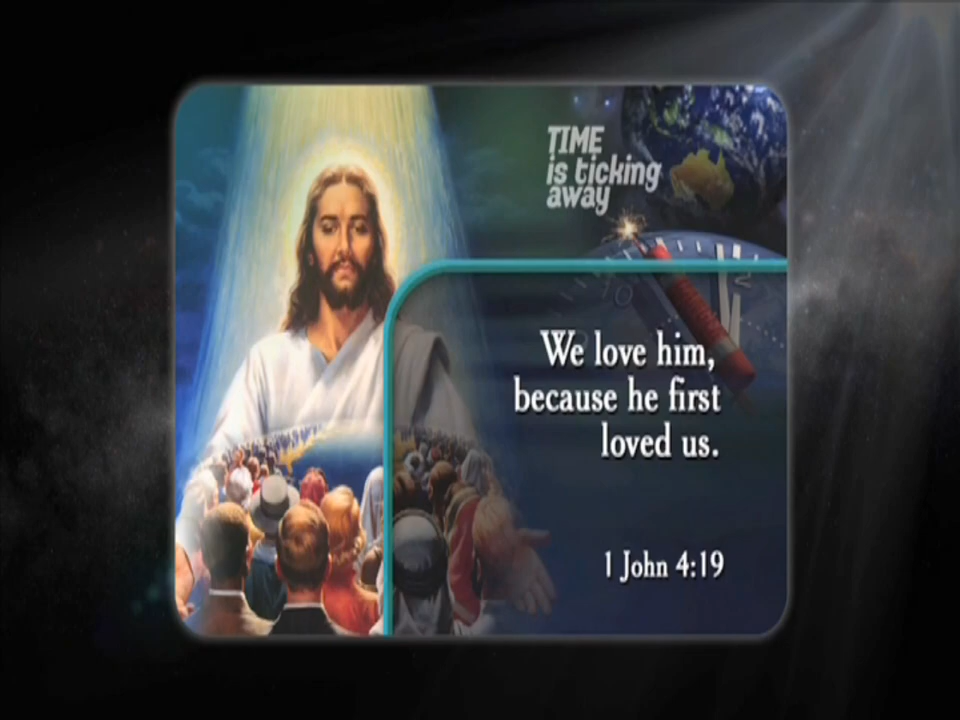 TIME
is ticking
away
We love him,
because he first
loved us.
1 John 4:19